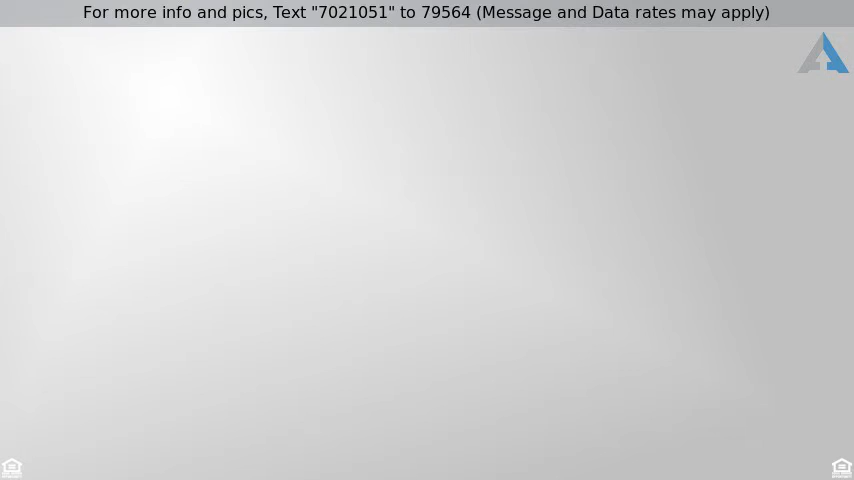 For more info and pics, Text "7021051" to 79564 (Message and Data rates may apply)